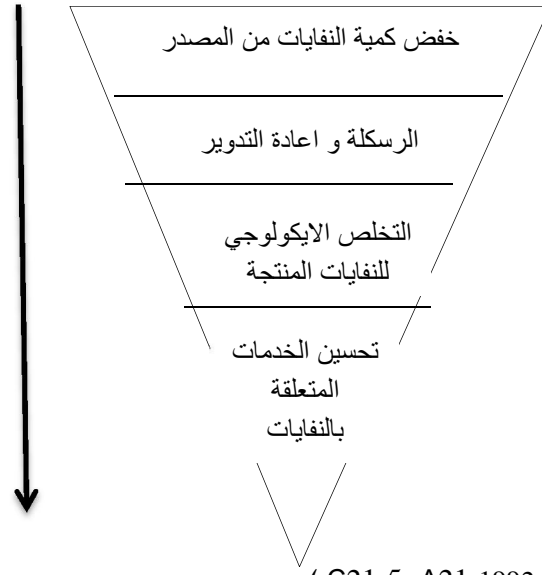 خفض كمية النفايات من المصدر
الرسكلة و اعادة التدوير
التخلص الايكولوجي
للنفايات المنتجة
تحسين الخدمات
المتعلقة
بالنفايات